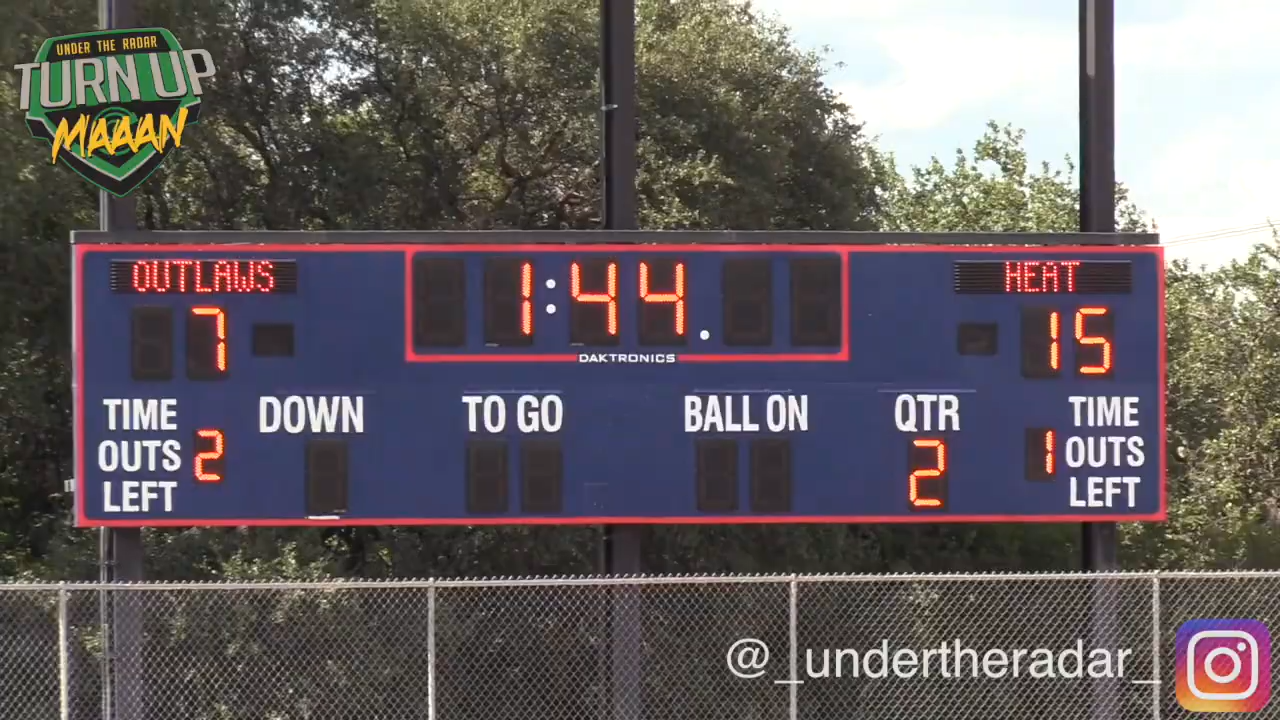 UNDER THE RADAR
TURN UP
MAAAN
OUTLAWS
1:44.
HEAT
7
15
DAKTRONICS
TIME OUTS LEFT
2
DOWN
TO GO
BALL ON
QTR
2
1
TIME OUTS LEFT
@_undertheradar_